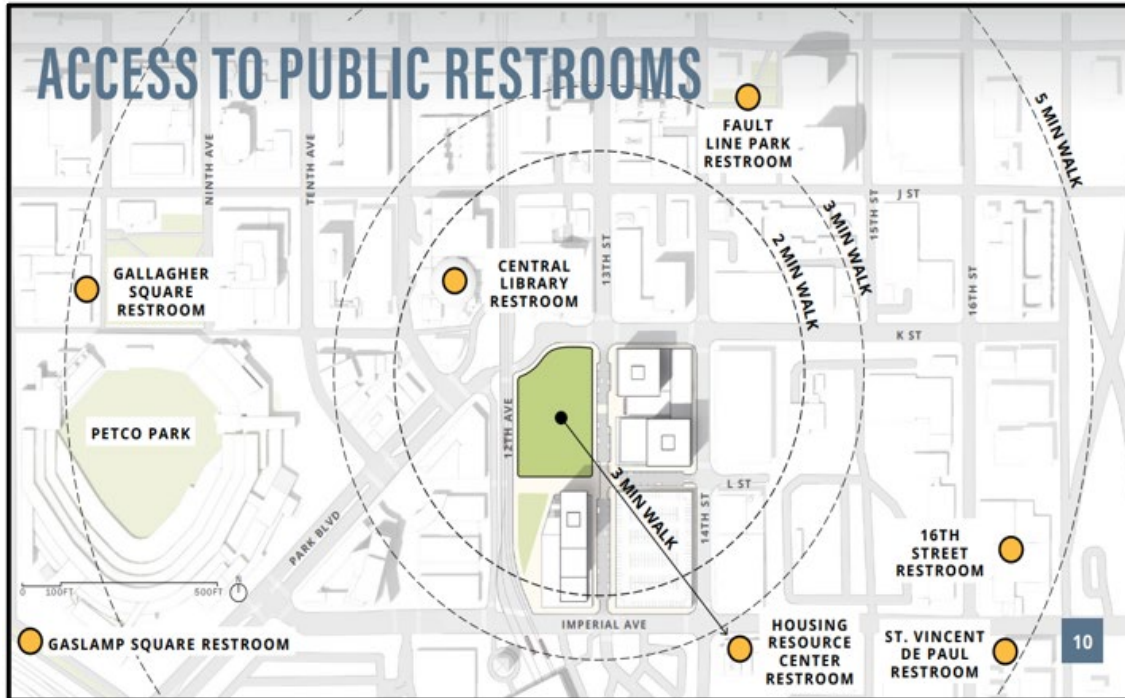 ACCESS TO PUBLIC RESTROOMS
FAULT
LINE PARK
RESTROOM
5 MIN WALK
NINTH AVE
TENTH AVE
13TH ST
15TH ST
J ST
3 MIN WALK
2 MIN WALK
GALLAGHER
SQUARE
RESTROOM
CENTRAL
LIBRARY
RESTROOM
16TH ST
K ST
PETCO PARK
12TH AVE
3 MIN WALK
L ST
14TH ST
PARK BLVD
16TH
STREET
RESTROOM
0 100FT 500FT
N
IMPERIAL AVE
GASLAMP SQUARE RESTROOM
HOUSING
RESOURCE
CENTER
RESTROOM
ST. VINCENT
DE PAUL
RESTROOM
10